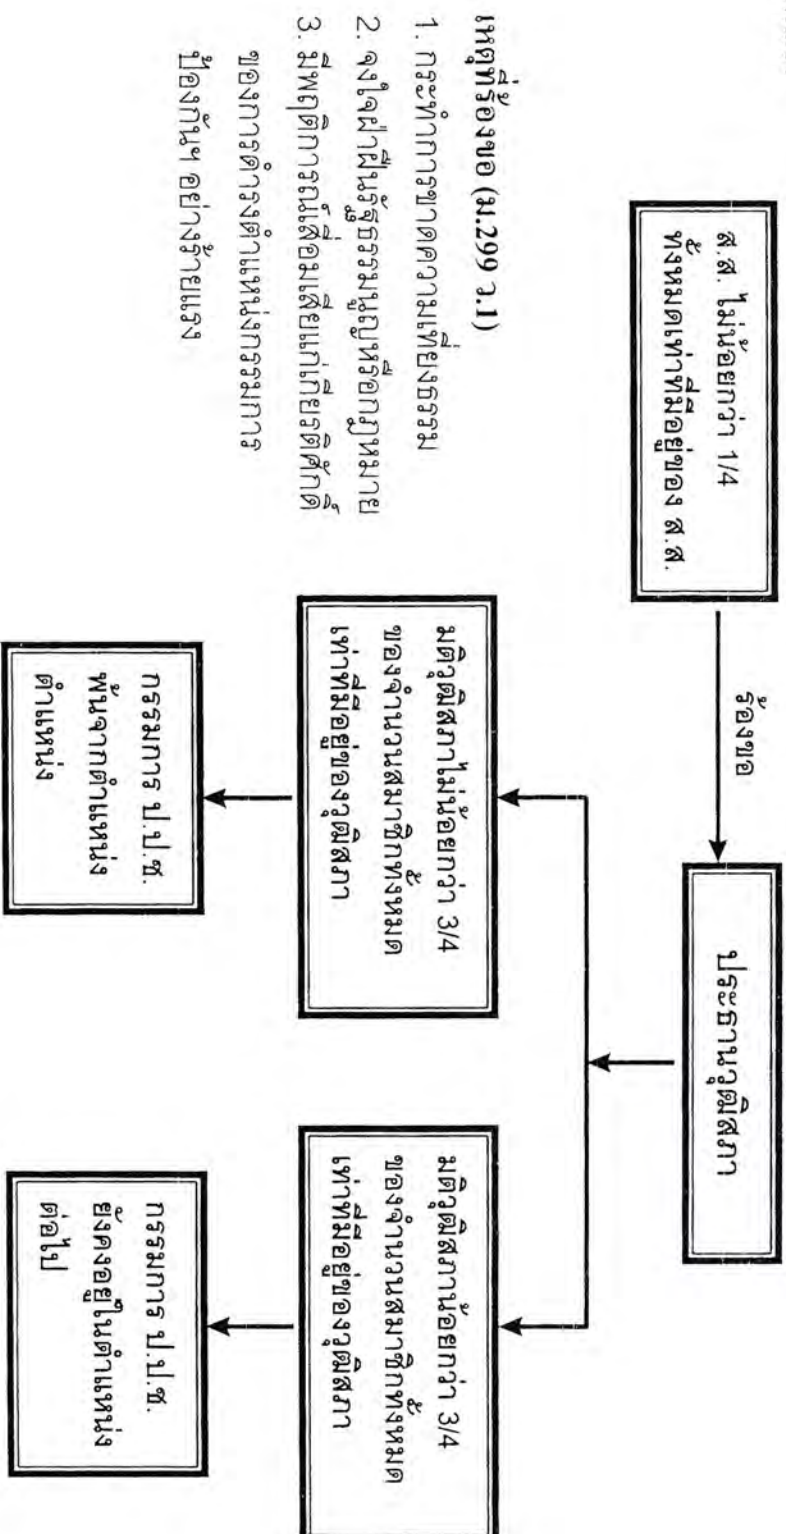 ส.ส. ไม่น้อยกว่า 1/4
ทั้งหมดเท่าที่มีอยู่ของ ส.ส.
ร้องขอ
ประธานวุฒิสภา
เหตุที่ร้องขอ (ม.299 ว.1)
1. กระทำการขาดความเที่ยงธรรม
2. จงใจฝ่าฝืนรัฐธรรมนูญหรือกฎหมาย
3. มีพฤติการณ์เสื่อมเสียแก่เกียรติศักดิ์
ของการดำรงตำแหน่งกรรมการ
ป้องกันฯ อย่างร้ายแรง
มติวุฒิสภาไม่น้อยกว่า 3/4
ของจำนวนสมาชิกทั้งหมด
เท่าที่มีอยู่ของวุฒิสภา
มติวุฒิสภาน้อยกว่า 3/4
ของจำนวนสมาชิกทั้งหมด
เท่าที่มีอยู่ของวุฒิสภา
กรรมการ ป.ป.ช.
พ้นจากตำแหน่ง
ตำแหน่ง
กรรมการ ป.ป.ช.
ยังคงอยู่ในตำแหน่ง
ต่อไป